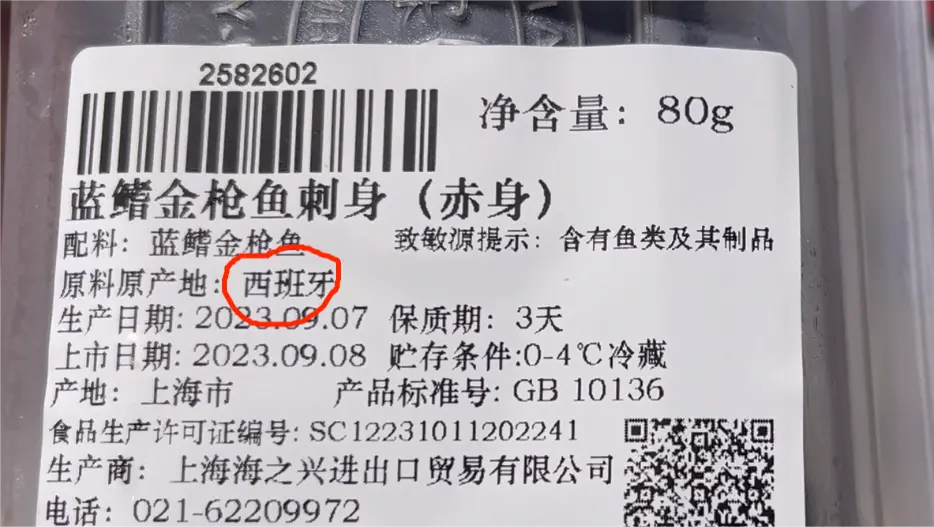 2582602
净含量：80g
蓝鳍金枪鱼刺身（赤身）
配料：蓝鳍金枪鱼 致敏源提示：含有鱼类及其制品
原料原产地：西班牙
生产日期: 2023.09.07 保质期：3天
上市日期: 2023.09.08 贮存条件:0-4℃冷藏
产地：上海市 产品标准号: GB 10136
食品生产许可证编号: SC12231011202241
生产商：上海海之兴进出口贸易有限公司
电话：021-62209972